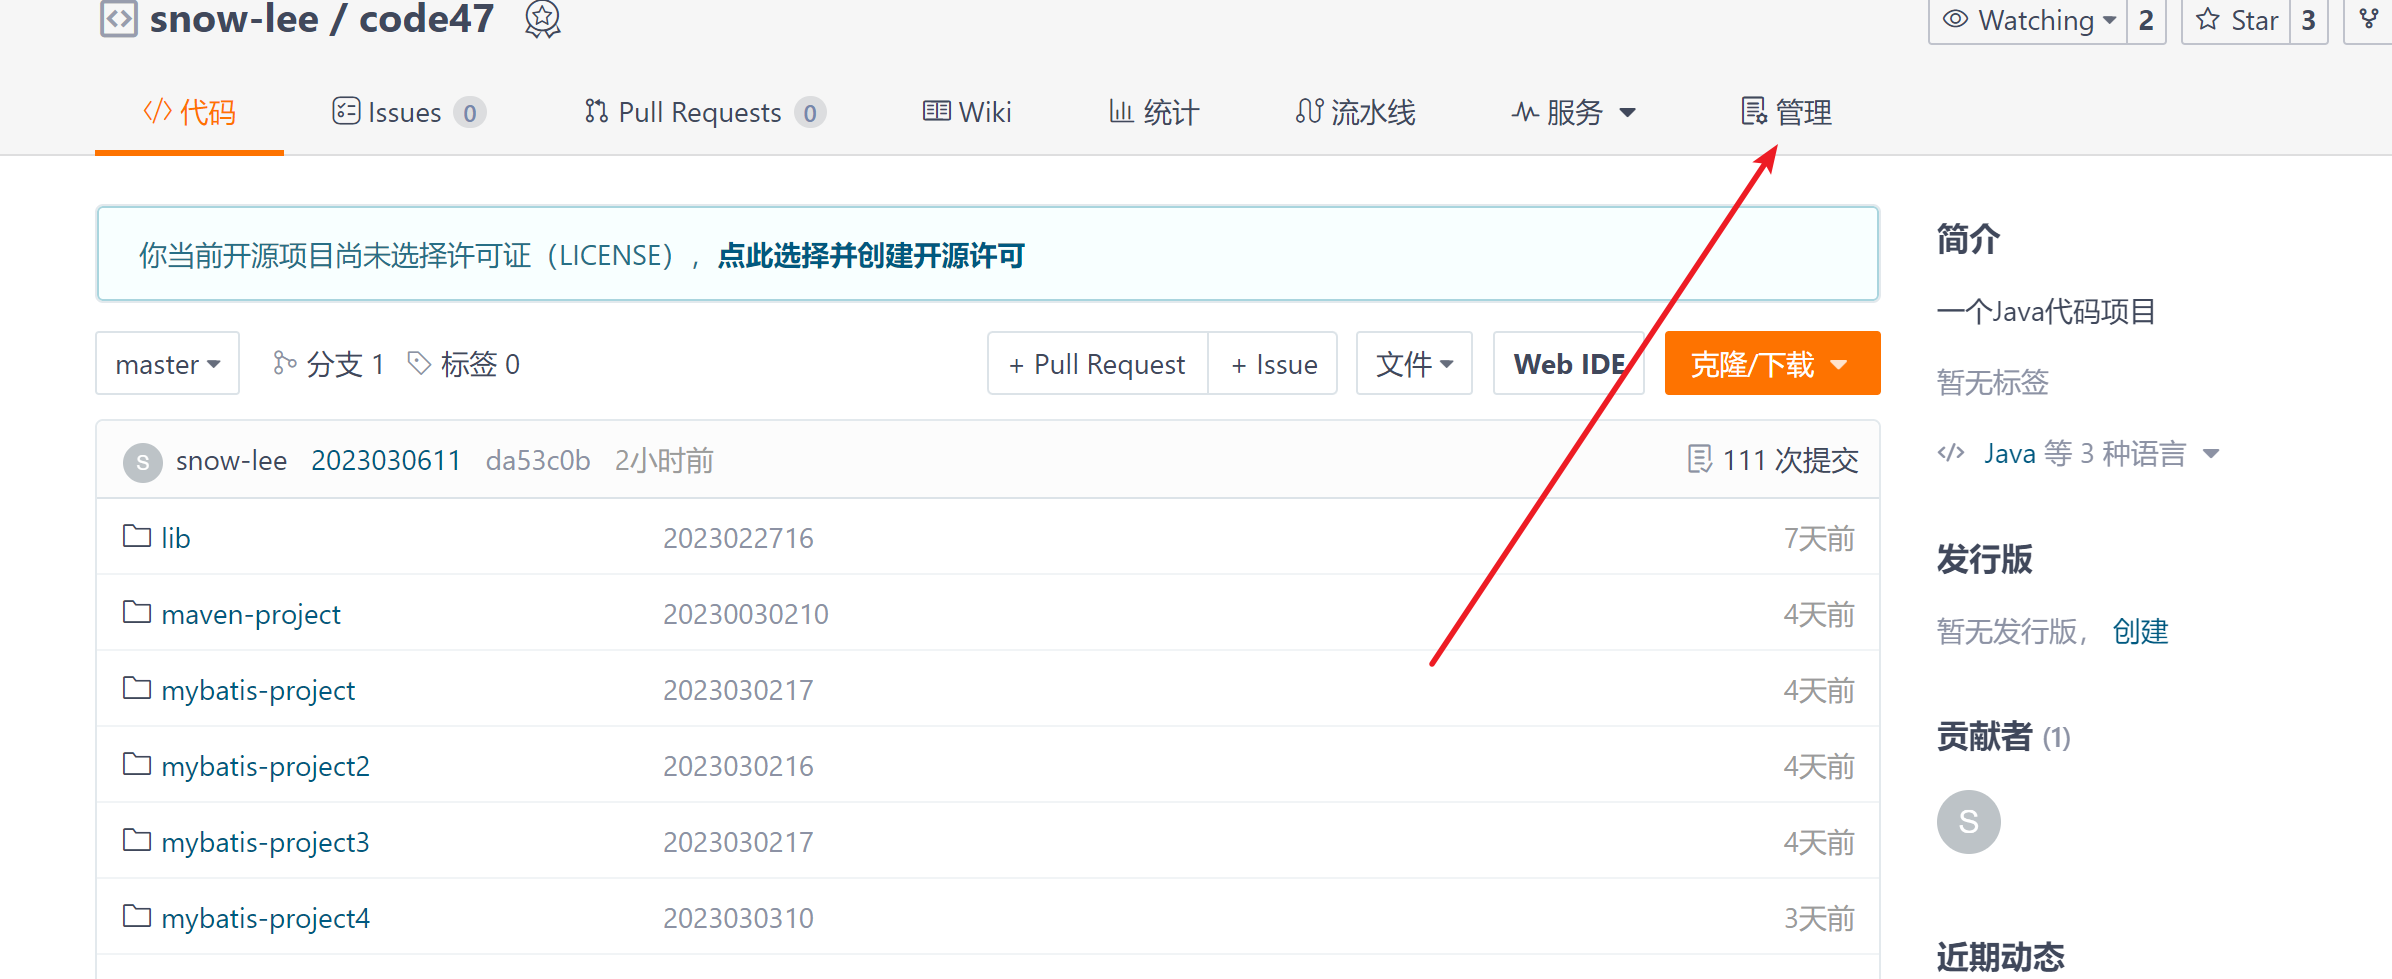 snow-lee / code47
Watching 2 Star 3
代码 Issues 0 Pull Requests 0 Wiki 统计 流水线 服务 管理
你当前开源项目尚未选择许可证（LICENSE），点此选择并创建开源许可
master 分支 1 标签 0 + Pull Request + Issue 文件 Web IDE 克隆/下载
S snow-lee 2023030611 da53c0b 2小时前 111 次提交
lib 2023022716 7天前
maven-project 20230030210 4天前
mybatis-project 2023030217 4天前
mybatis-project2 2023030216 4天前
mybatis-project3 2023030217 4天前
mybatis-project4 2023030310 3天前
简介
一个Java代码项目
暂无标签
Java 等 3 种语言
发行版
暂无发行版，创建
贡献者 (1)
S
近期动态